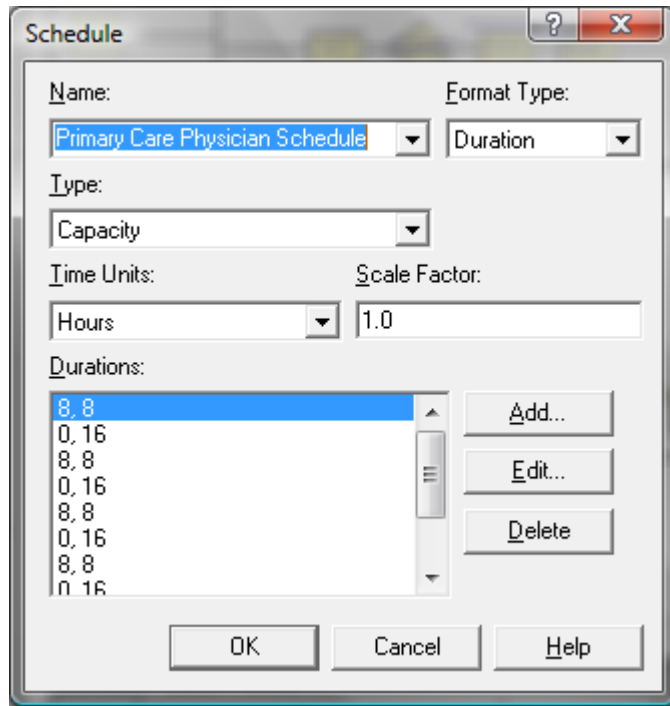 Schedule
Name: Format Type:
Primary Care Physician Schedule Duration
Type:
Capacity
Time Units: Scale Factor:
Hours 1.0
Durations:
8, 8
0, 16
8, 8
0, 16
8, 8
0, 16
8, 8
0, 16
Add...
Edit...
Delete
OK Cancel Help